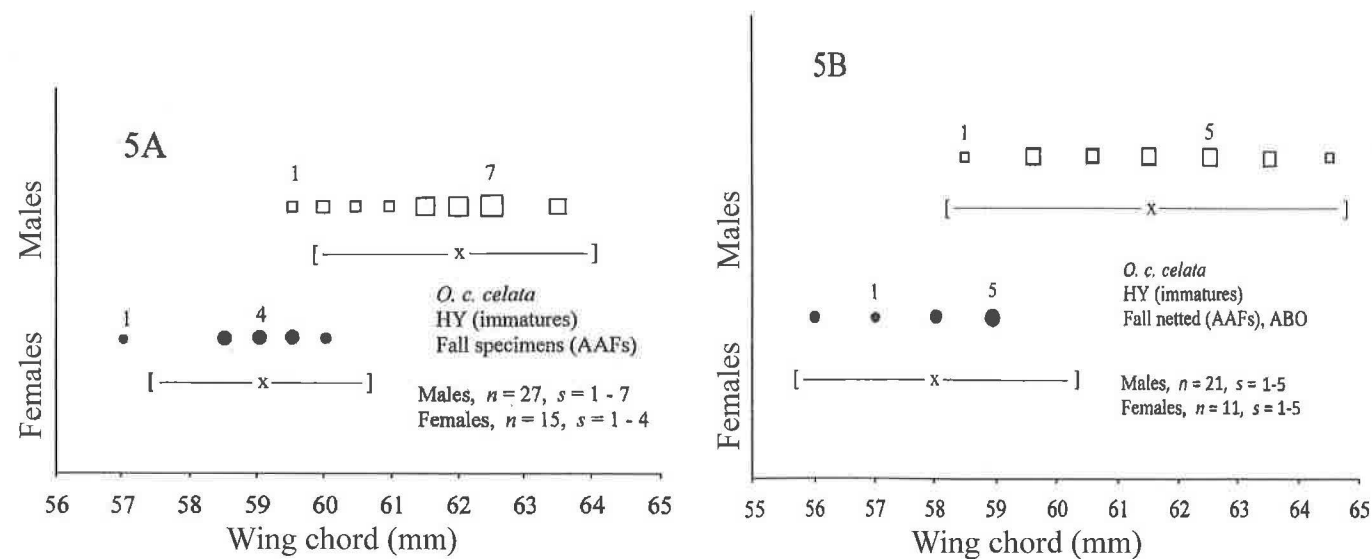 5A
1
7
Males
[ x ]
O. c. celata
HY (immatures)
Fall specimens (AAFs)
1
4
Females
[ x ]
Males, n = 27, s = 1 - 7
Females, n = 15, s = 1 - 4
56 57 58 59 60 61 62 63 64 65
Wing chord (mm)
5B
1
5
Males
[ x ]
O. c. celata
HY (immatures)
Fall netted (AAFs), ABO
1
5
Females
[ x ]
Males, n = 21, s = 1-5
Females, n = 11, s = 1-5
55 56 57 58 59 60 61 62 63 64 65
Wing chord (mm)